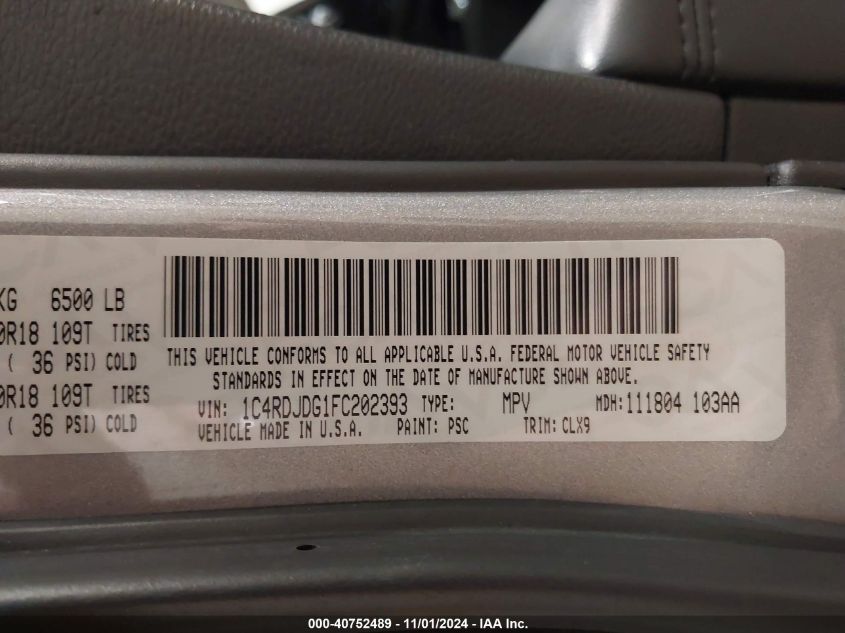 KG 6500 LB
0R18 109T TIRES
( 36 PSI) COLD
0R18 109T TIRES
( 36 PSI) COLD
THIS VEHICLE CONFORMS TO ALL APPLICABLE U.S.A. FEDERAL MOTOR VEHICLE SAFETY
STANDARDS IN EFFECT ON THE DATE OF MANUFACTURE SHOWN ABOVE.
VIN: 1C4RDJDG1FC202393 TYPE: MPV MDH:111804 103AA
VEHICLE MADE IN U.S.A. PAINT: PSC TRIM: CLX9
000-40752489 - 11/01/2024 - IAA Inc.